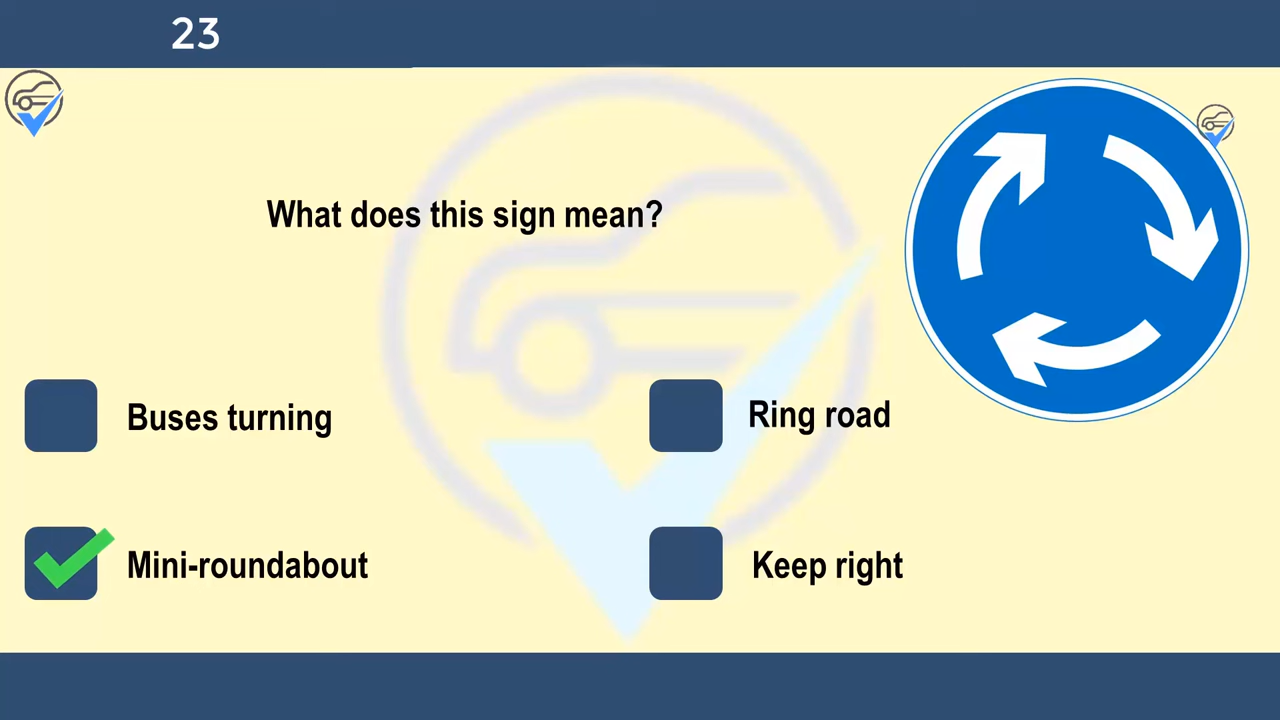 23
What does this sign mean?
Buses turning
Ring road
Mini-roundabout
Keep right